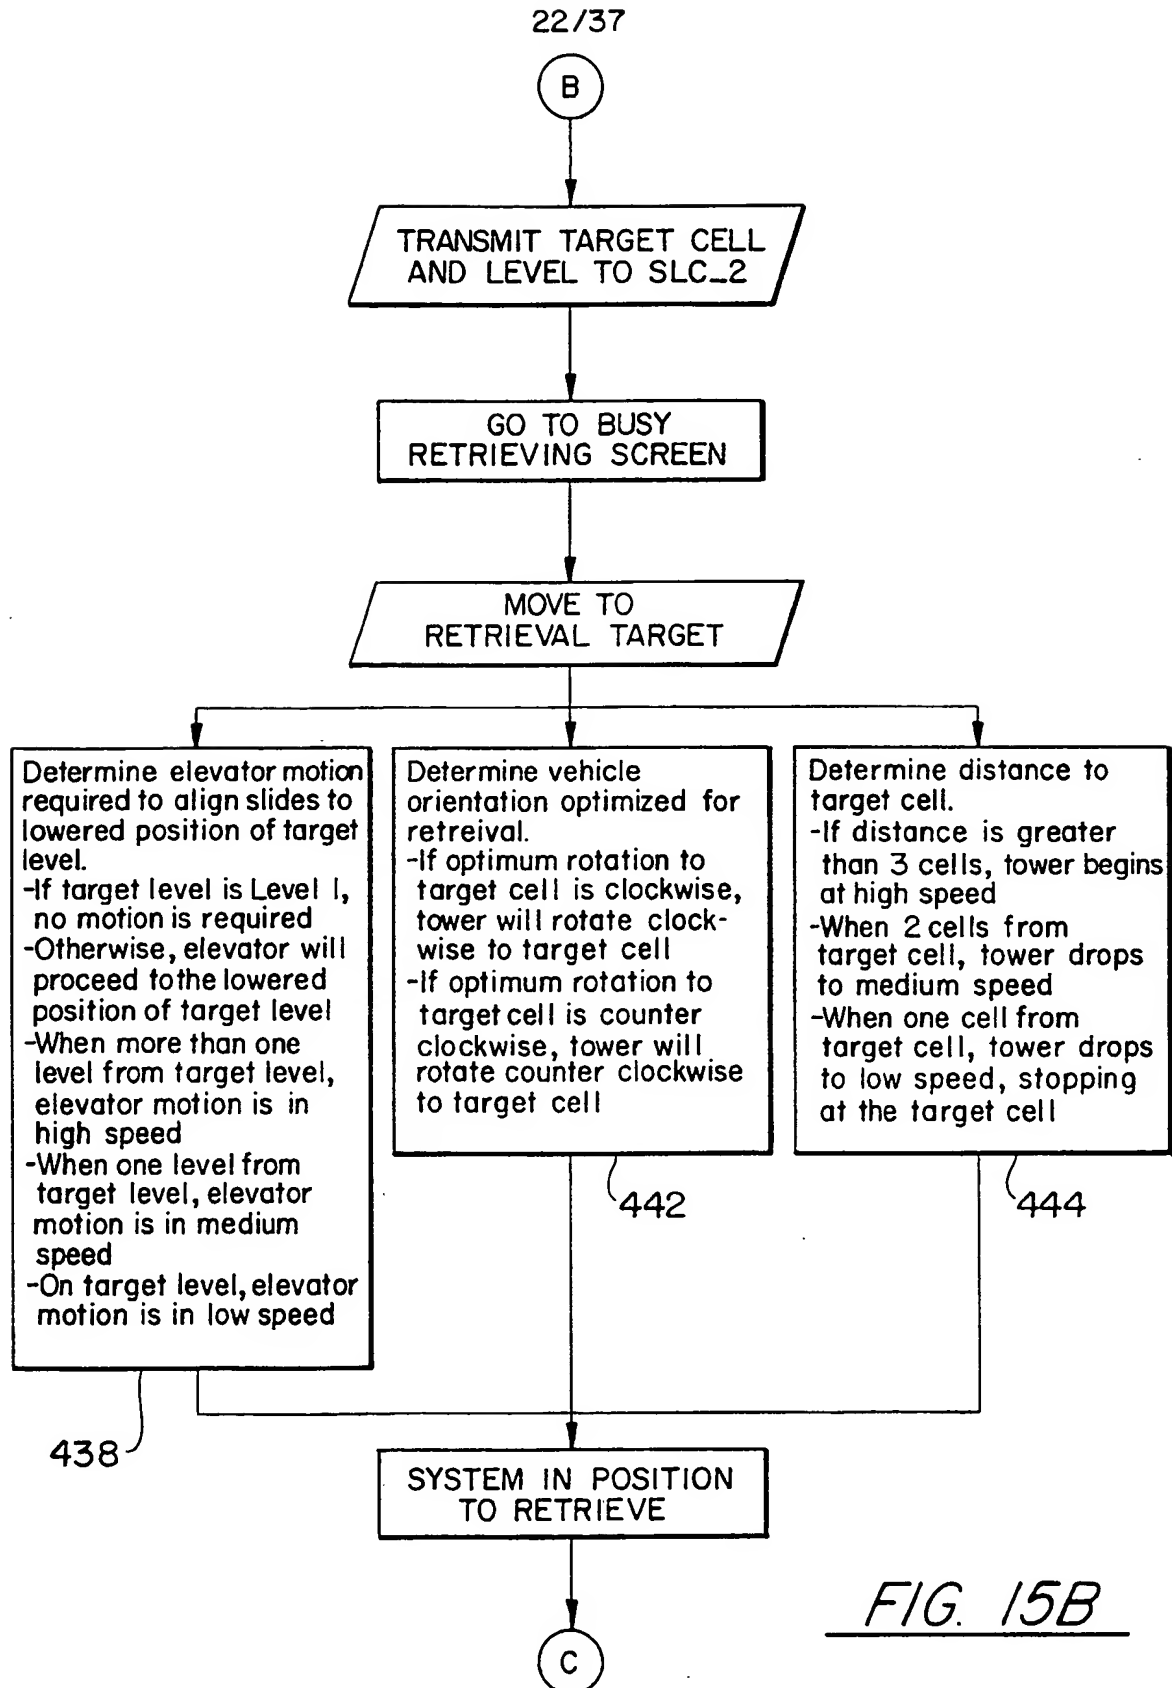 22/37
B
TRANSMIT TARGET CELL
AND LEVEL TO SLC_2
GO TO BUSY
RETRIEVING SCREEN
MOVE TO
RETRIEVAL TARGET
Determine elevator motion
required to align slides to
lowered position of target
level.
-If target level is Level 1,
no motion is required
-Otherwise, elevator will
proceed to the lowered
position of target level
-When more than one
level from target level,
elevator motion is in
high speed
-When one level from
target level, elevator
motion is in medium
speed
-On target level, elevator
motion is in low speed
438
Determine vehicle
orientation optimized for
retreival.
-If optimum rotation to
target cell is clockwise,
tower will rotate clock-
wise to target cell
-If optimum rotation to
target cell is counter
clockwise, tower will
rotate counter clockwise
to target cell
442
Determine distance to
target cell.
-If distance is greater
than 3 cells, tower begins
at high speed
-When 2 cells from
target cell, tower drops
to medium speed
-When one cell from
target cell, tower drops
to low speed, stopping
at the target cell
444
SYSTEM IN POSITION
TO RETRIEVE
C
FIG. 15B